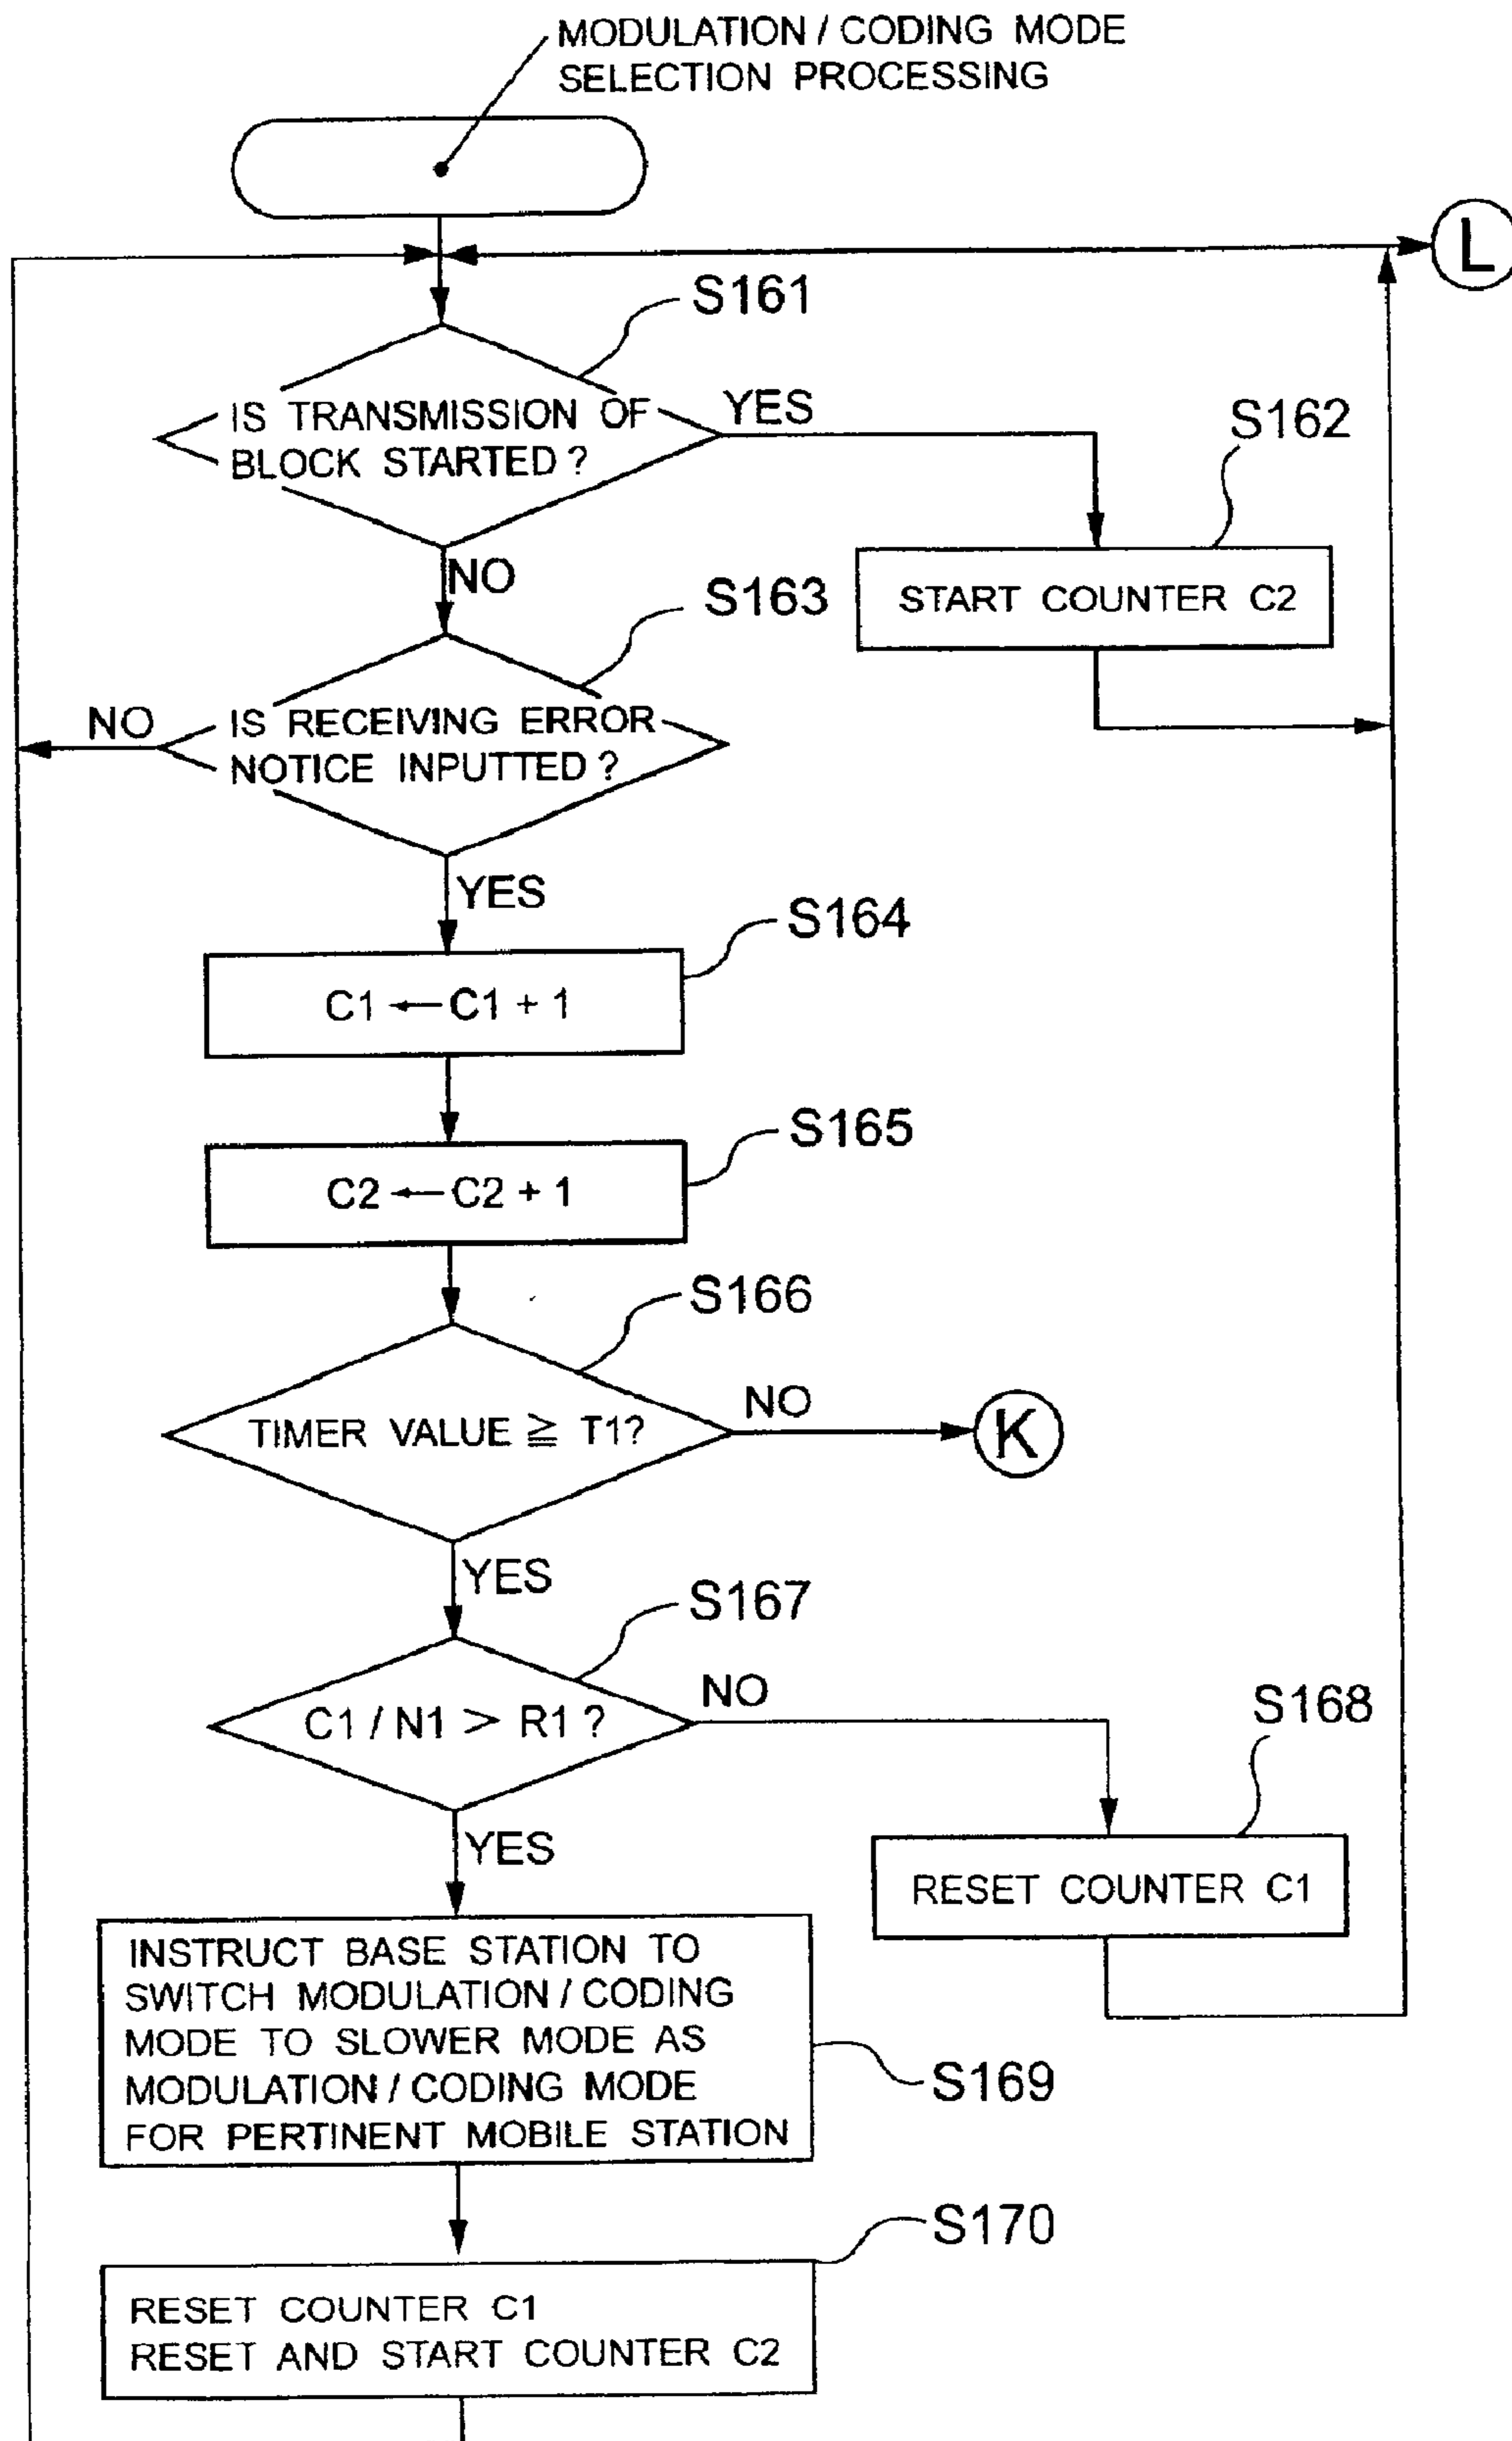 MODULATION / CODING MODE
SELECTION PROCESSING
L
S161
IS TRANSMISSION OF
BLOCK STARTED ?
YES
S162
START COUNTER C2
NO
S163
IS RECEIVING ERROR
NOTICE INPUTTED ?
NO
YES
S164
C1 ← C1 + 1
S165
C2 ← C2 + 1
S166
TIMER VALUE ≧ T1?
NO
K
YES
S167
C1 / N1 > R1 ?
NO
S168
RESET COUNTER C1
YES
INSTRUCT BASE STATION TO
SWITCH MODULATION / CODING
MODE TO SLOWER MODE AS
MODULATION / CODING MODE
FOR PERTINENT MOBILE STATION
S169
S170
RESET COUNTER C1
RESET AND START COUNTER C2